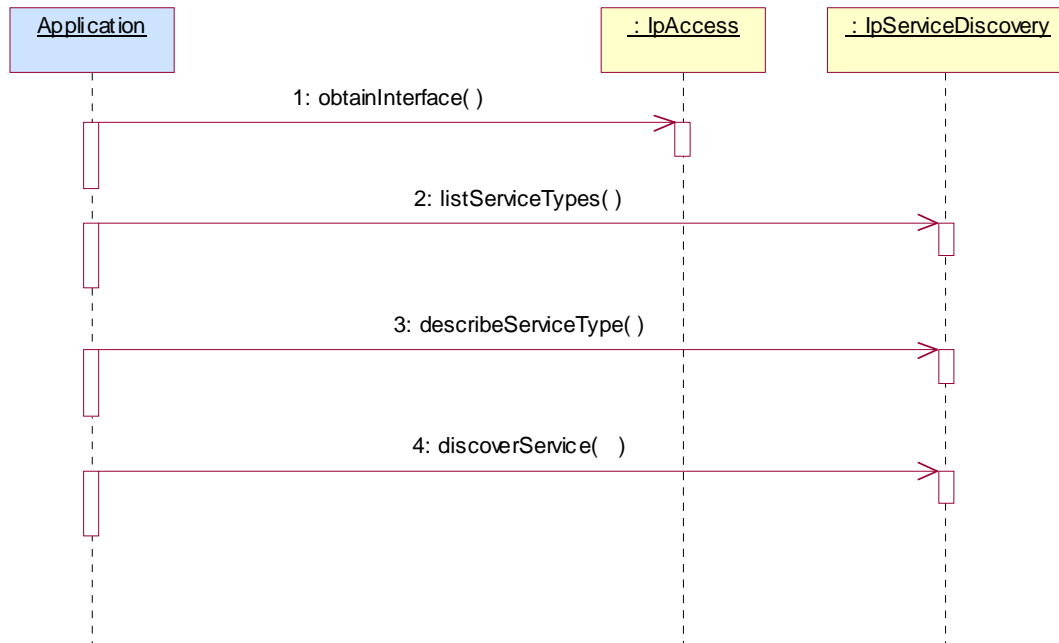 Application
: IpAccess
: IpServiceDiscovery
1: obtainInterface( )
2: listServiceTypes( )
3: describeServiceType( )
4: discoverService(   )